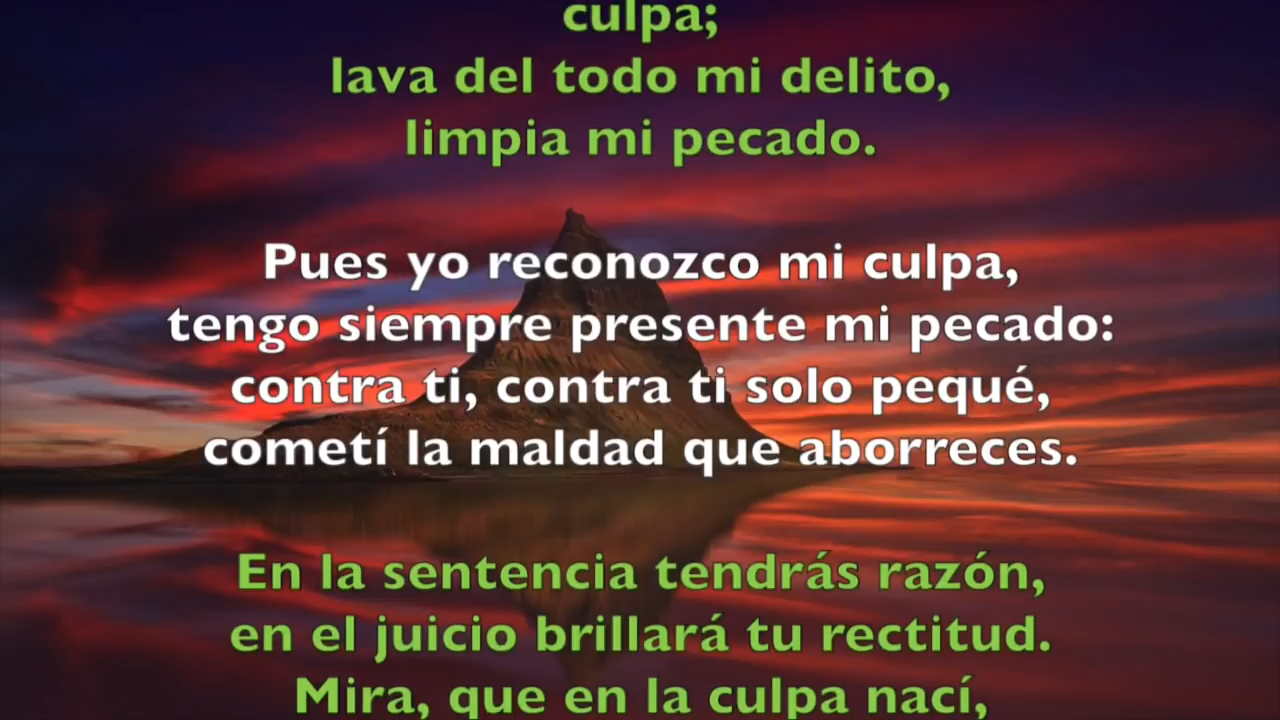 culpa;
lava del todo mi delito,
limpia mi pecado.
Pues yo reconozco mi culpa,
tengo siempre presente mi pecado:
contra ti, contra ti solo pequé,
cometí la maldad que aborreces.
En la sentencia tendrás razón,
en el juicio brillará tu rectitud.
Mira, que en la culpa nací,